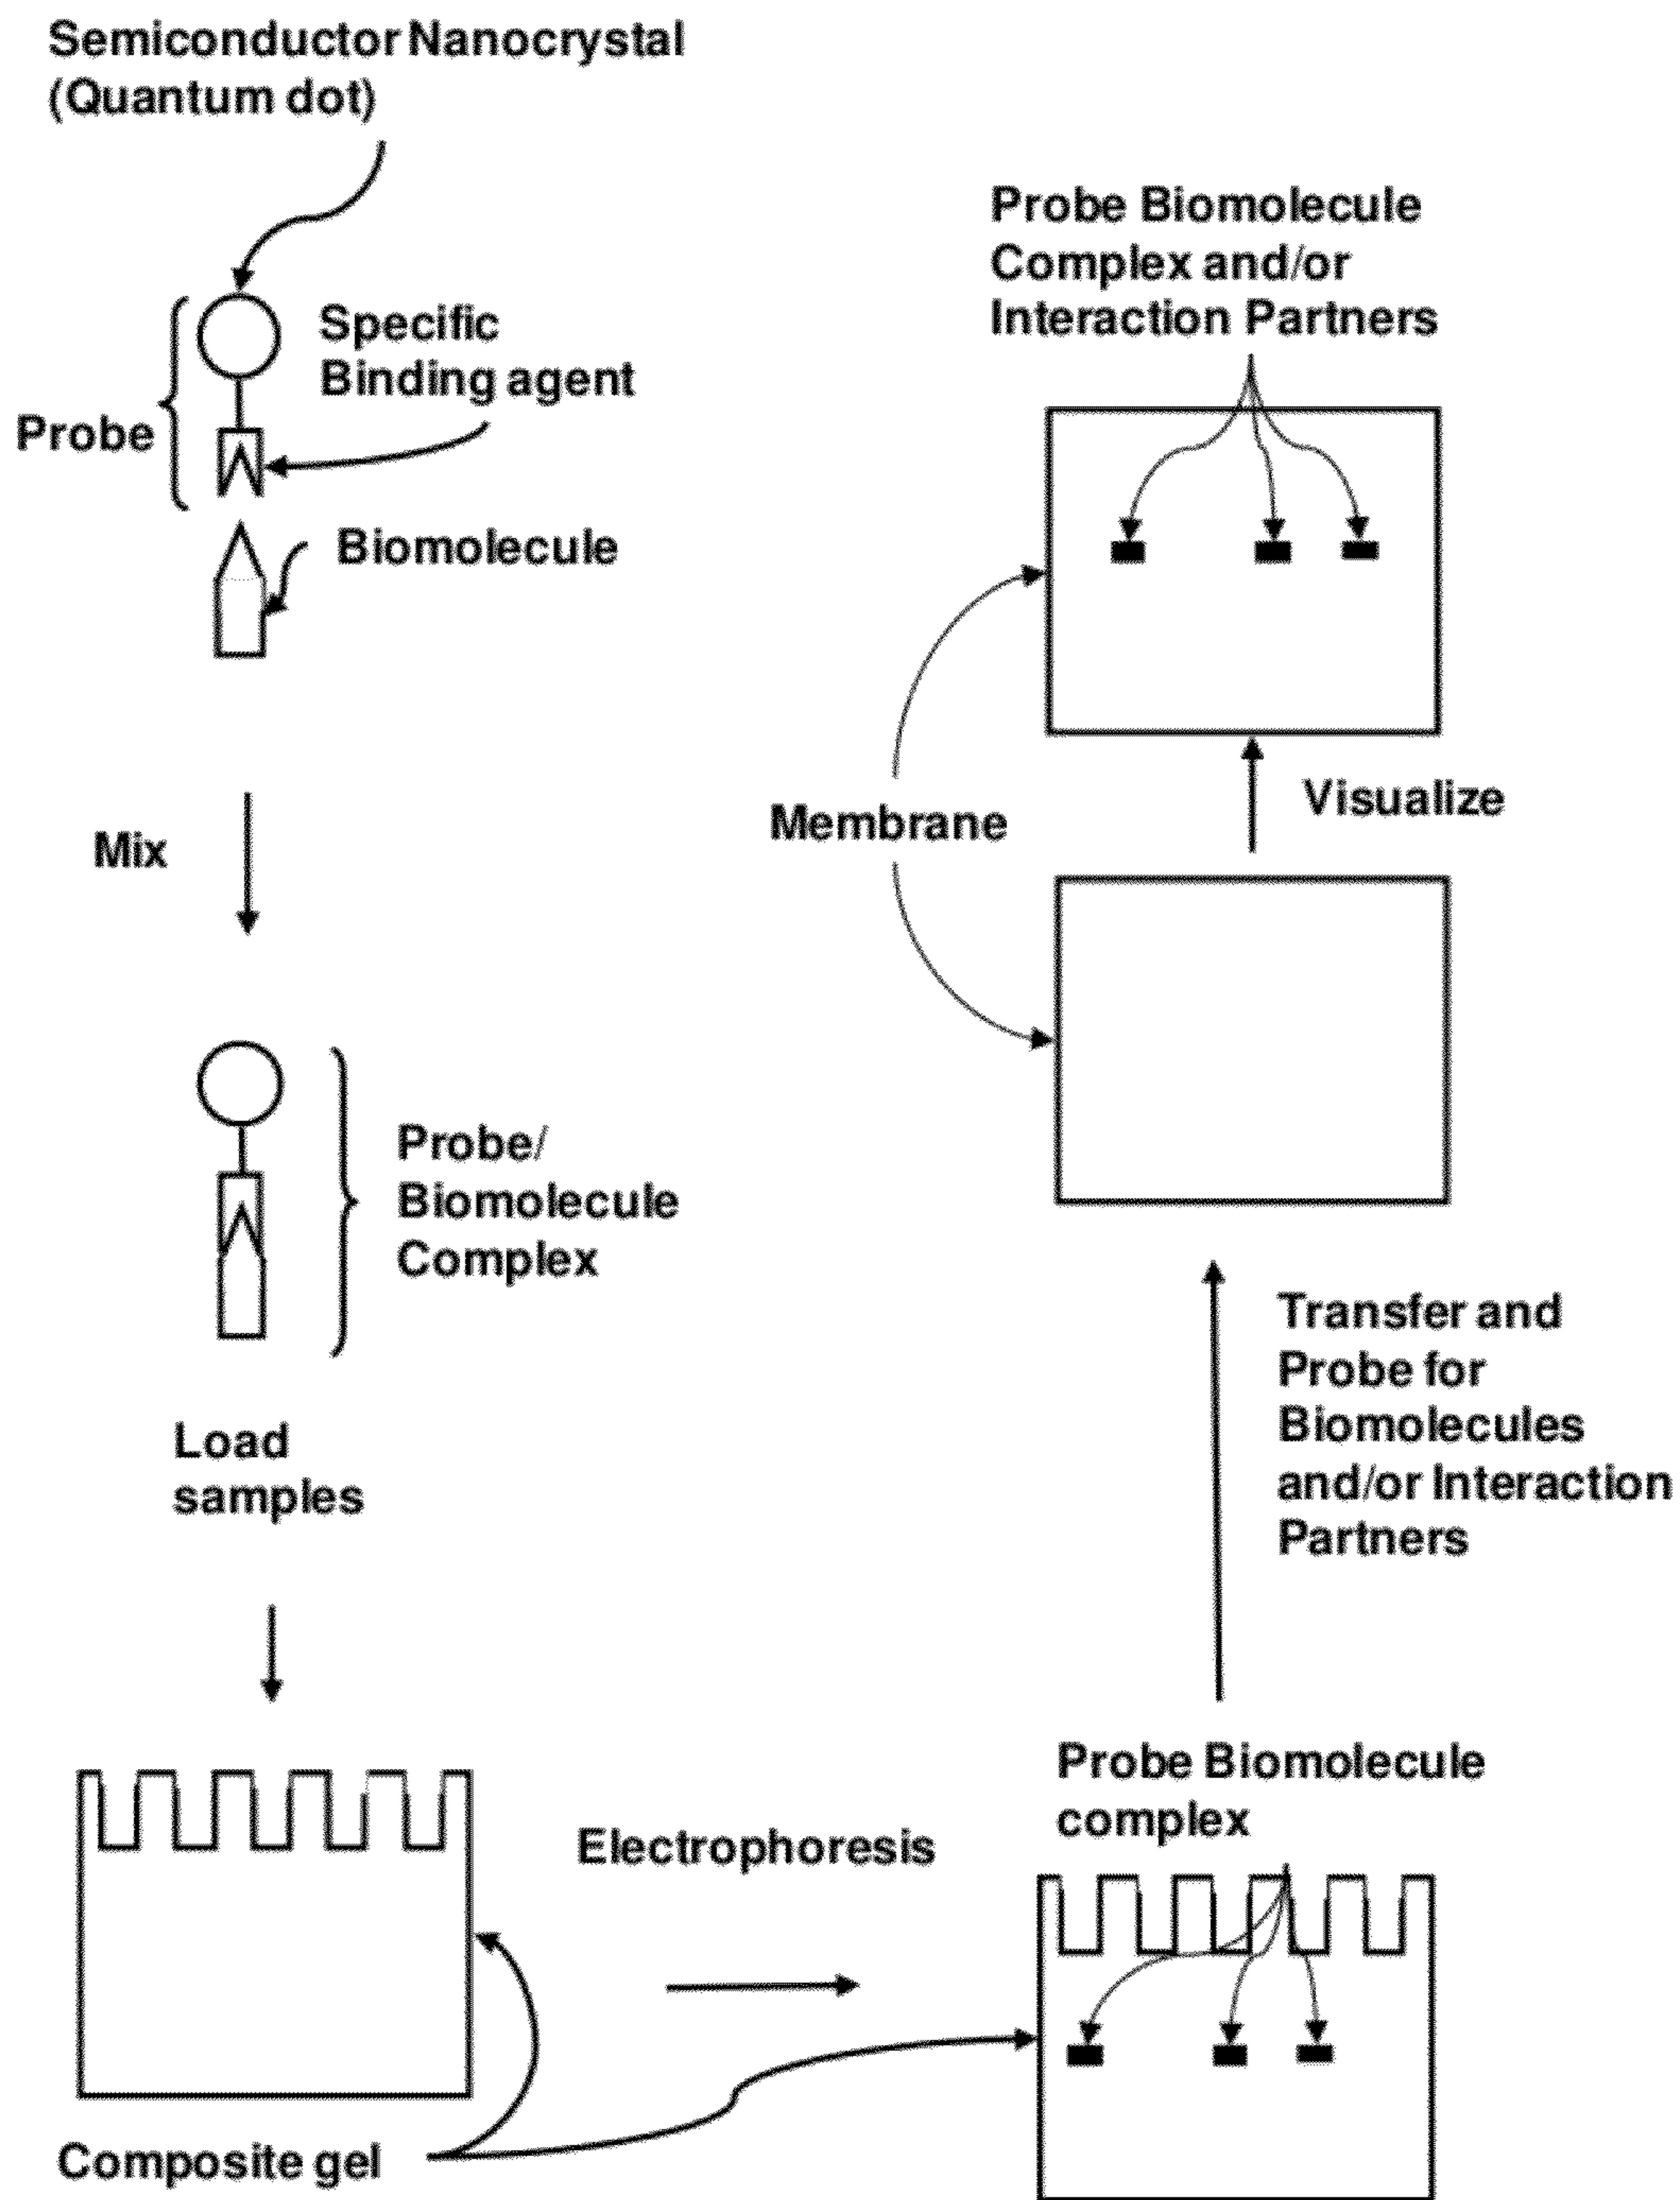 Semiconductor Nanocrystal
(Quantum dot)
Specific
Binding agent
Probe
Biomolecule
Mix
Probe/
Biomolecule
Complex
Load
samples
Composite gel
Electrophoresis
Probe Biomolecule
complex
Transfer and
Probe for
Biomolecules
and/or Interaction
Partners
Membrane
Visualize
Probe Biomolecule
Complex and/or
Interaction Partners